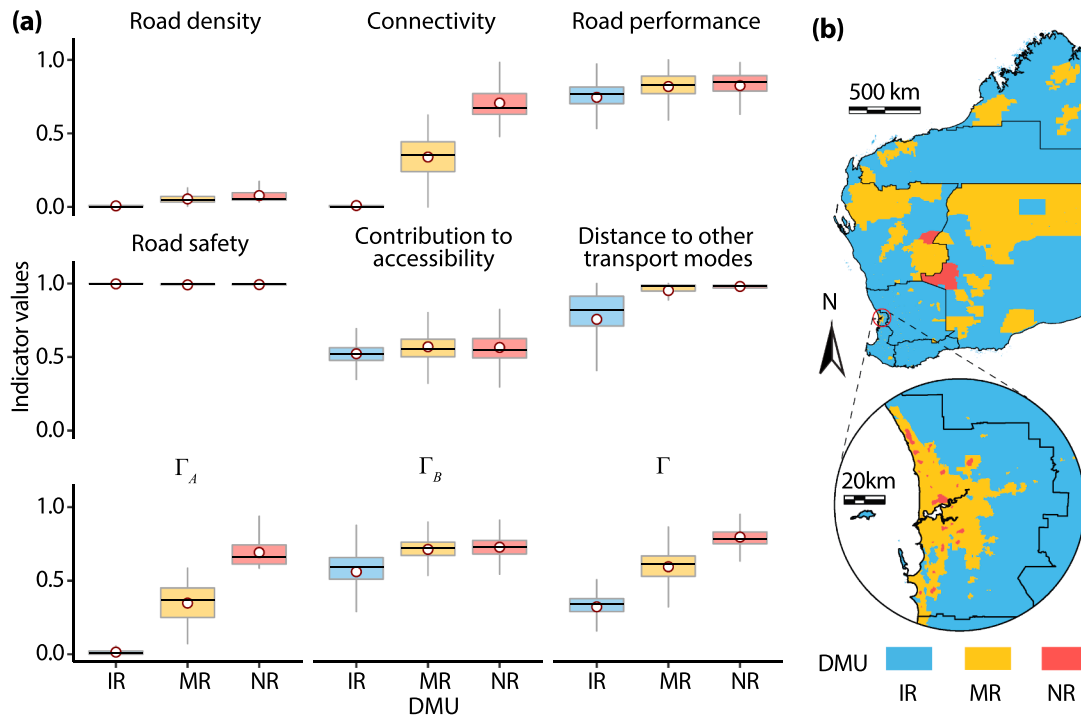 (a)
Road density
Connectivity
Road performance
1.0
0.5
0.0
Road safety
Contribution to
accessibility
Distance to other
transport modes
1.0
0.5
0.0
Indicator values
Γ_A
Γ_B
Γ
1.0
0.5
0.0
IR MR NR
IR MR NR
IR MR NR
DMU
(b)
500 km
N
20km
DMU
IR MR NR